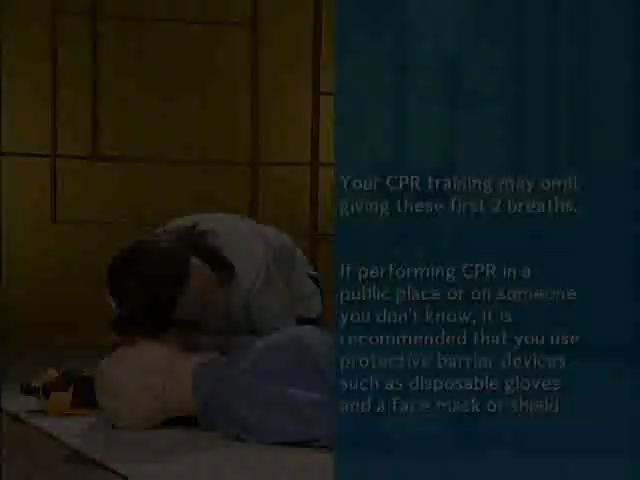 Your CPR training may omit
giving these first 2 breaths.
If performing CPR in a
public place or on someone
you don't know, it is
recommended that you use
protective barrier devices
such as disposable gloves
and a face mask or shield